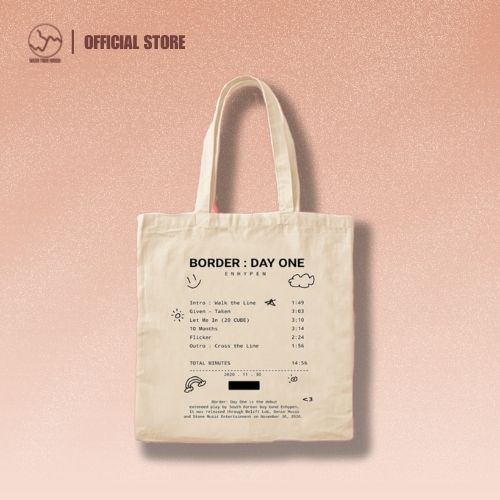 OFFICIAL STORE
BORDER : DAY ONE
ENHYPEN
Intro : Walk the Line 1:49
Given - Taken 3:03
Let Me In (20 CUBE) 3:10
10 Months 3:14
Flicker 2:24
Outro : Cross the Line 1:56
TOTAL MINUTES 14:56
2020 . 11 . 30
Border: Day One is the debut
extended play by South Korean boy band Enhypen.
It was released through Belift Lab, Genie Music
and Stone Music Entertainment on November 30, 2020.
<3